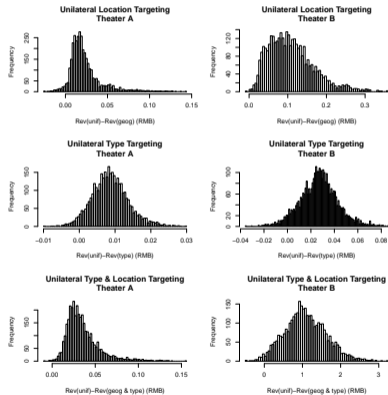 Unilateral Location Targeting
Theater A
Frequency
0 50 150 250
0.00 0.05 0.10 0.15
Rev(unif)−Rev(geog) (RMB)
Unilateral Location Targeting
Theater B
Frequency
0 40 80 120
0.0 0.1 0.2 0.3
Rev(unif)−Rev(geog) (RMB)
Unilateral Type Targeting
Theater A
Frequency
0 50 100 150
−0.01 0.00 0.01 0.02 0.03
Rev(unif)−Rev(type) (RMB)
Unilateral Type Targeting
Theater B
Frequency
0 20 60 100
−0.04 −0.02 0.00 0.02 0.04 0.06 0.08
Rev(unif)−Rev(type) (RMB)
Unilateral Type & Location Targeting
Theater A
Frequency
0 50 150
0.00 0.05 0.10 0.15
Rev(unif)−Rev(geog & type) (RMB)
Unilateral Type & Location Targeting
Theater B
Frequency
0 50 100 150
0 1 2 3
Rev(unif)−Rev(geog & type) (RMB)